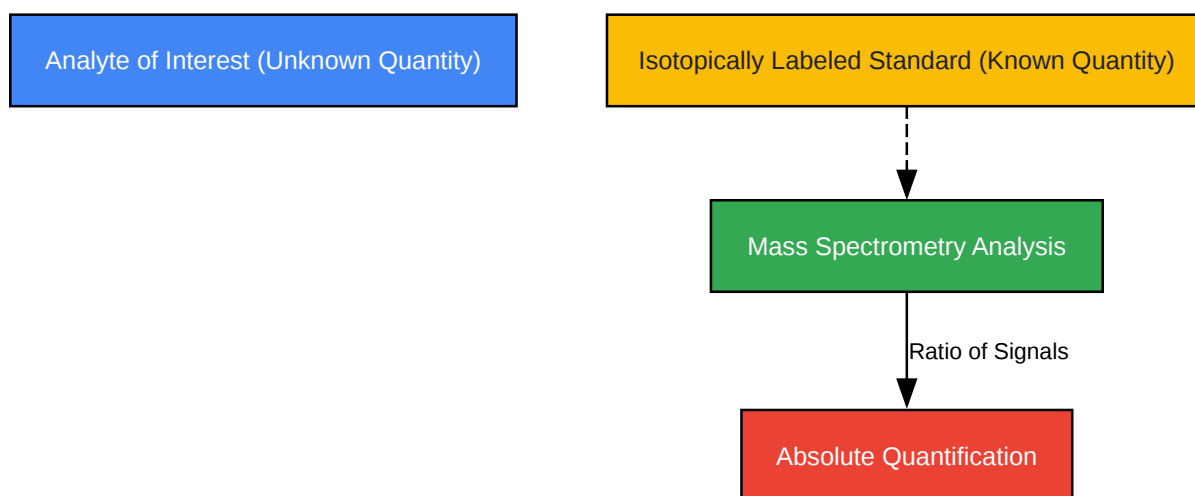 Analyte of Interest (Unknown Quantity)
Isotopically Labeled Standard (Known Quantity)
Mass Spectrometry Analysis
Ratio of Signals
Absolute Quantification